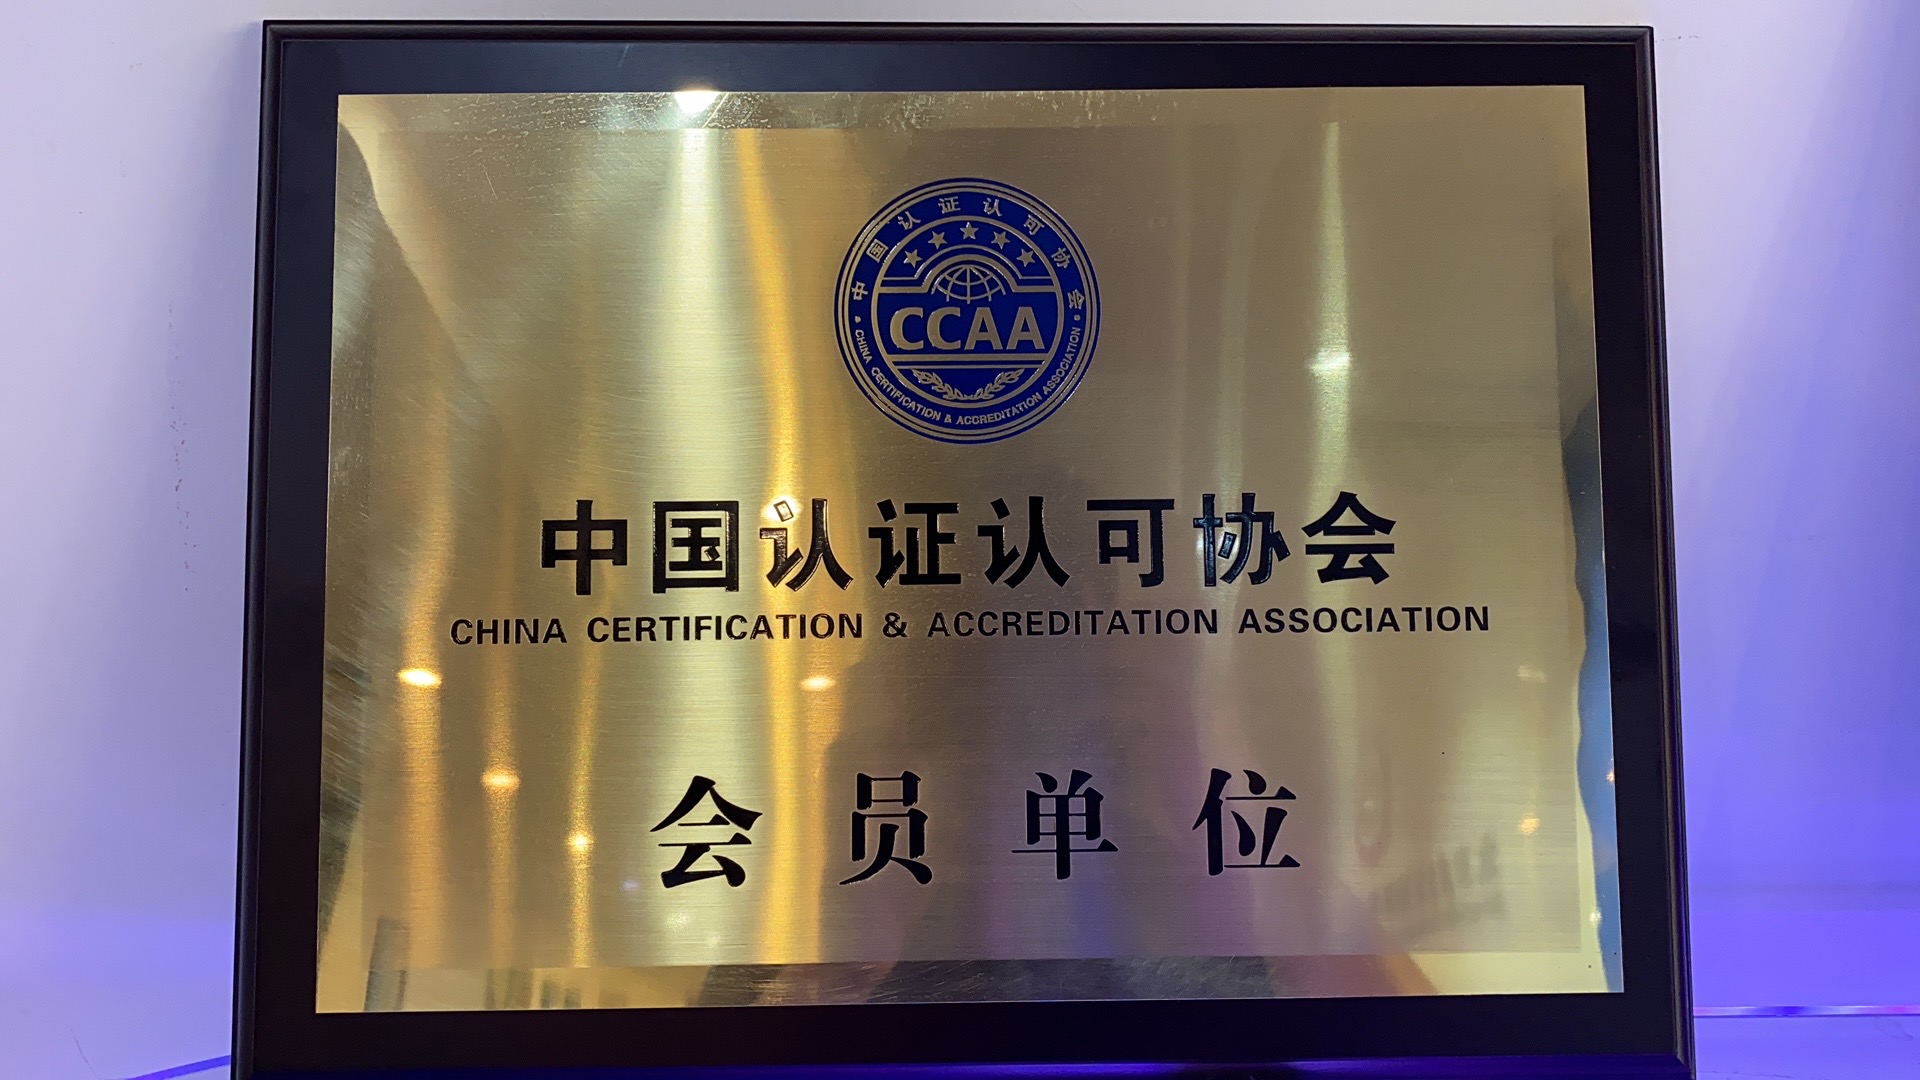 中国认证认可协会
CCAA
CHINA CERTIFICATION & ACCREDITATION ASSOCIATION
中国认证认可协会
CHINA CERTIFICATION & ACCREDITATION ASSOCIATION
会员单位